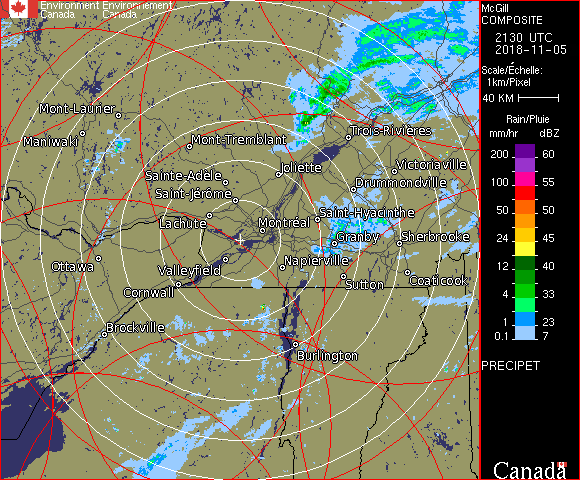 Environment Environnement
Canada Canada
McGill
COMPOSITE
2130 UTC
2018-11-05
Scale/Échelle:
1km/Pixel
40 KM
Rain/Pluie
mm/hr dBZ
200 60
100 55
50 50
24 45
12 40
4 33
0.1 23
0.1 7
PRECIPET
Canada
Mont-Laurier
Maniwaki
Mont-Tremblant
Trois-Rivières
Sainte-Adèle
Joliette
Victoriaville
Saint-Jérôme
Drummondville
Lachute
Montréal
Saint-Hyacinthe
Granby
Sherbrooke
Ottawa
Valleyfield
Napierville
Cornwall
Sutton
Coaticook
Brockville
Burlington